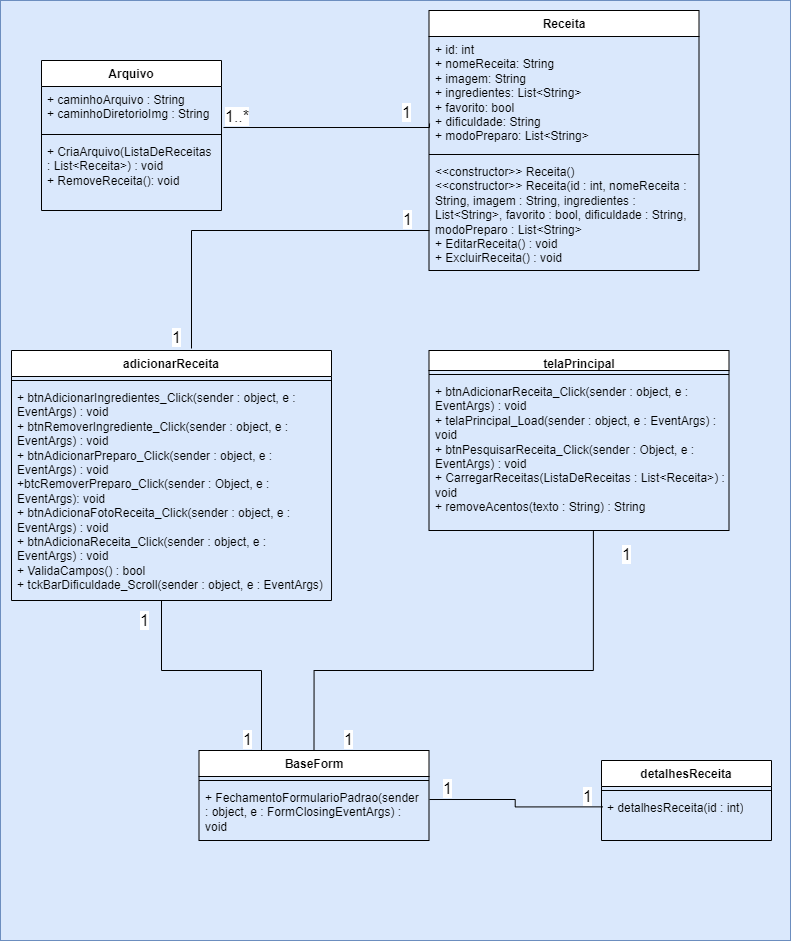 Receita
+ id: int
+ nomeReceita: String
+ imagem: String
+ ingredientes: List<String>
+ favorito: bool
+ dificuldade: String
+ modoPreparo: List<String>
<<constructor>> Receita()
<<constructor>> Receita(id : int, nomeReceita :
String, imagem : String, ingredientes :
List<String>, favorito : bool, dificuldade : String,
modoPreparo : List<String>
+ EditarReceita() : void
+ ExcluirReceita() : void
Arquivo
+ caminhoArquivo : String
+ caminhoDiretorioImg : String
+ CriaArquivo(ListaDeReceitas
: List<Receita>) : void
+ RemoveReceita(): void
1..*
1
1
1
adicionarReceita
+ btnAdicionarIngredientes_Click(sender : object, e :
EventArgs) : void
+ btnRemoverIngrediente_Click(sender : object, e :
EventArgs) : void
+ btnAdicionarPreparo_Click(sender : object, e :
EventArgs) : void
+btcRemoverPreparo_Click(sender : Object, e :
EventArgs): void
+ btnAdicionaFotoReceita_Click(sender : object, e :
EventArgs) : void
+ btnAdicionaReceita_Click(sender : object, e :
EventArgs) : void
+ ValidaCampos() : bool
+ tckBarDificuldade_Scroll(sender : object, e : EventArgs)
telaPrincipal
+ btnAdicionarReceita_Click(sender : object, e :
EventArgs) : void
+ telaPrincipal_Load(sender : object, e : EventArgs) :
void
+ btnPesquisarReceita_Click(sender : Object, e :
EventArgs) : void
+ CarregarReceitas(ListaDeReceitas : List<Receita>) :
void
+ removeAcentos(texto : String) : String
1
1
1
1
BaseForm
+ FechamentoFormularioPadrao(sender
: object, e : FormClosingEventArgs) :
void
1
1
detalhesReceita
+ detalhesReceita(id : int)